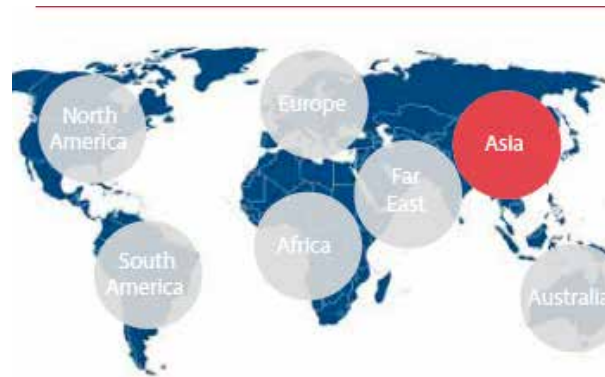 North
America
Europe
Asia
Far
East
Africa
South
America
Australia